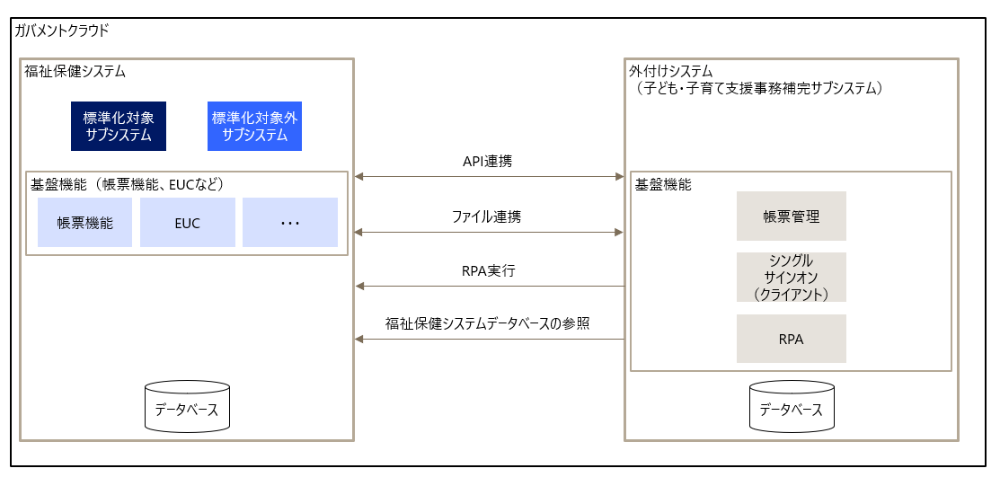 ガバメントクラウド
福祉保健システム
標準化対象
サブシステム
標準化対象外
サブシステム
基盤機能（帳票機能、EUCなど）
帳票機能
EUC
・・・
データベース
API連携
ファイル連携
RPA実行
福祉保健システムデータベースの参照
外付けシステム
（子ども・子育て支援事務補完サブシステム）
基盤機能
帳票管理
シングル
サインオン
（クライアント）
RPA
データベース